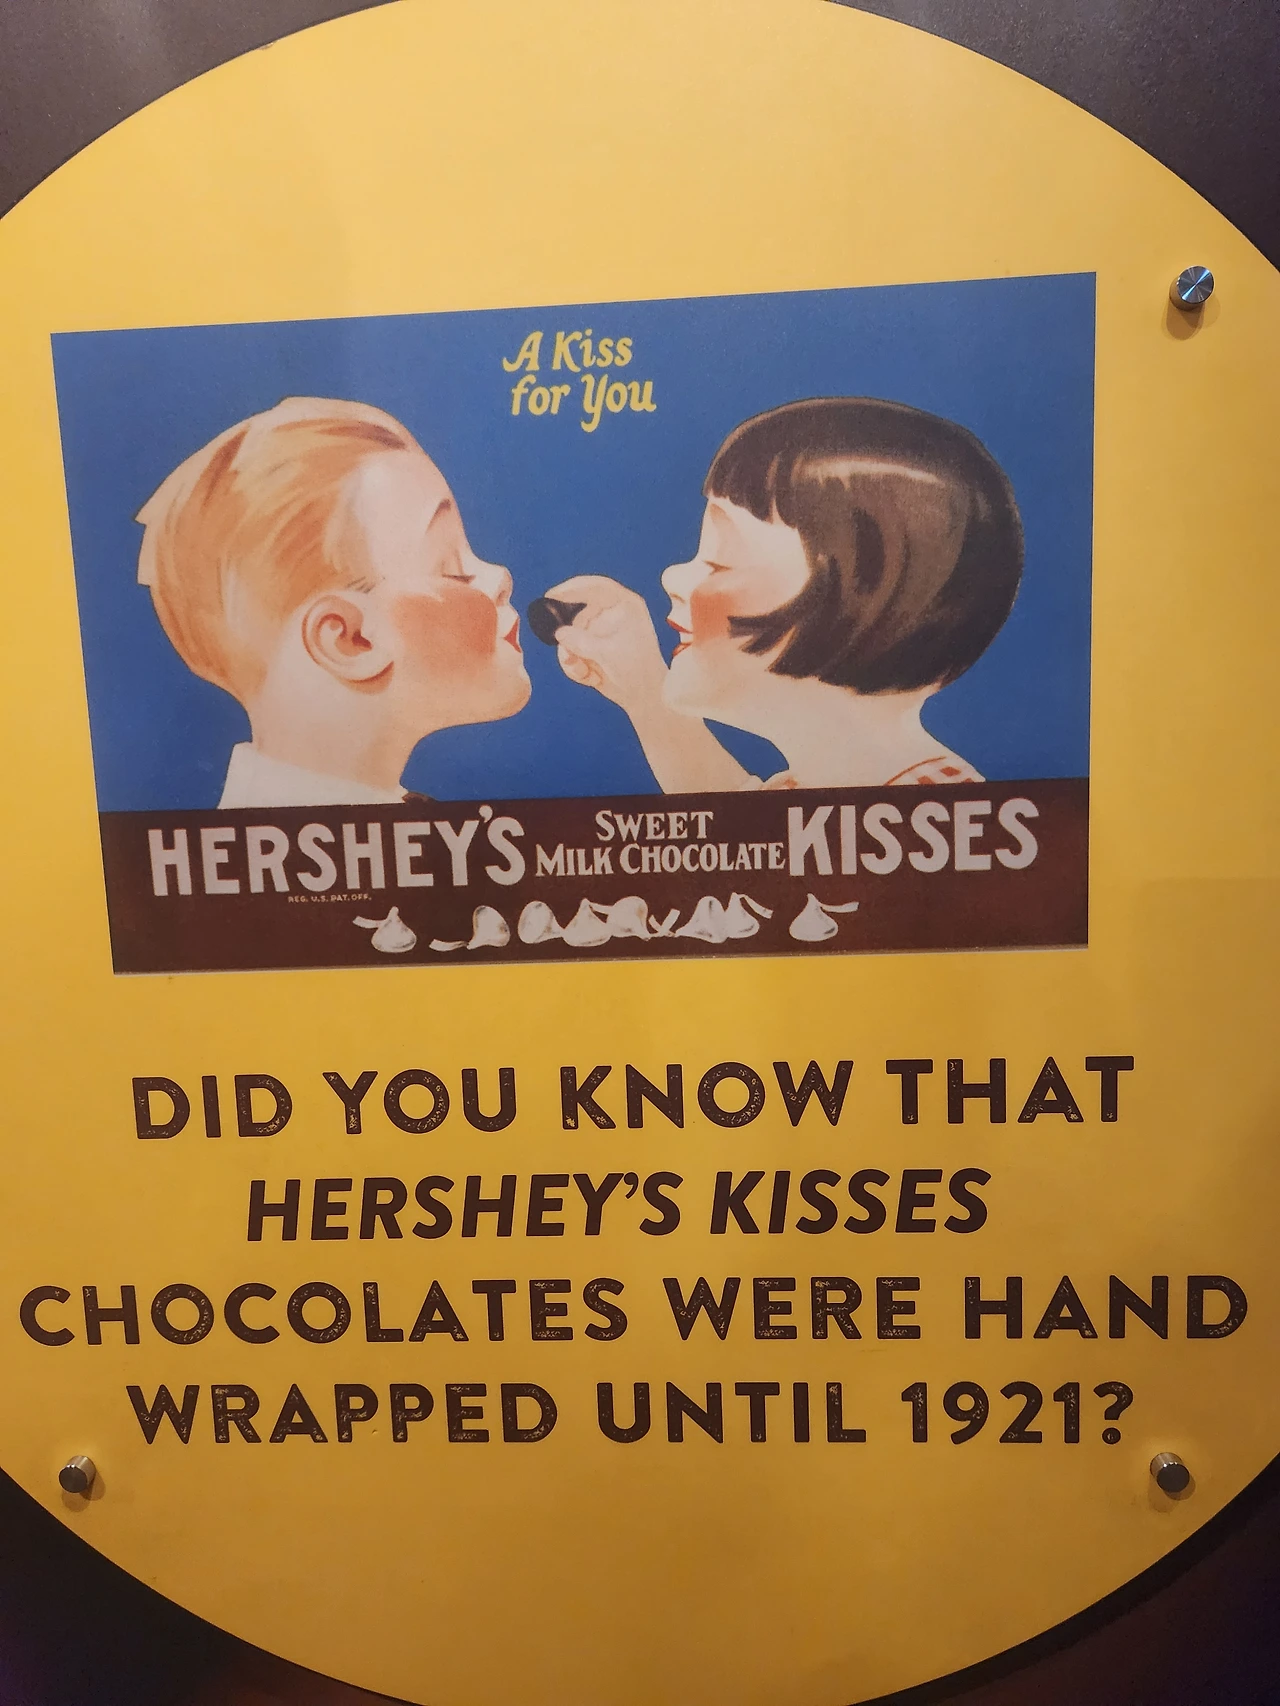 A Kiss
for You
HERSHEY'S SWEET MILK CHOCOLATE KISSES
REG. U.S. PAT. OFF.
DID YOU KNOW THAT
HERSHEY'S KISSES
CHOCOLATES WERE HAND
WRAPPED UNTIL 1921?